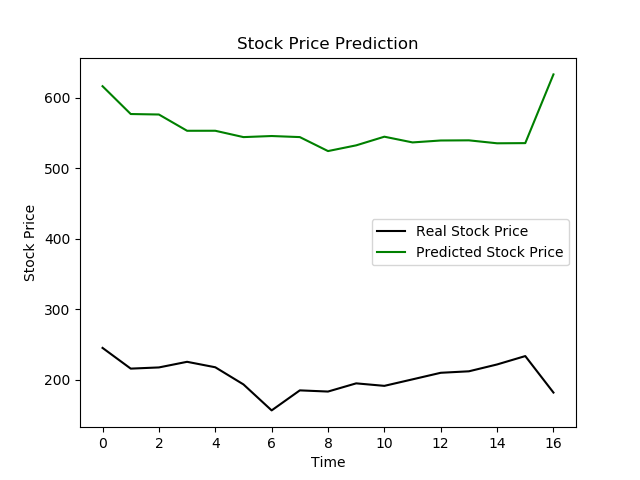 Stock Price Prediction
600
500
400
300
200
Stock Price
Real Stock Price
Predicted Stock Price
0 2 4 6 8 10 12 14 16
Time